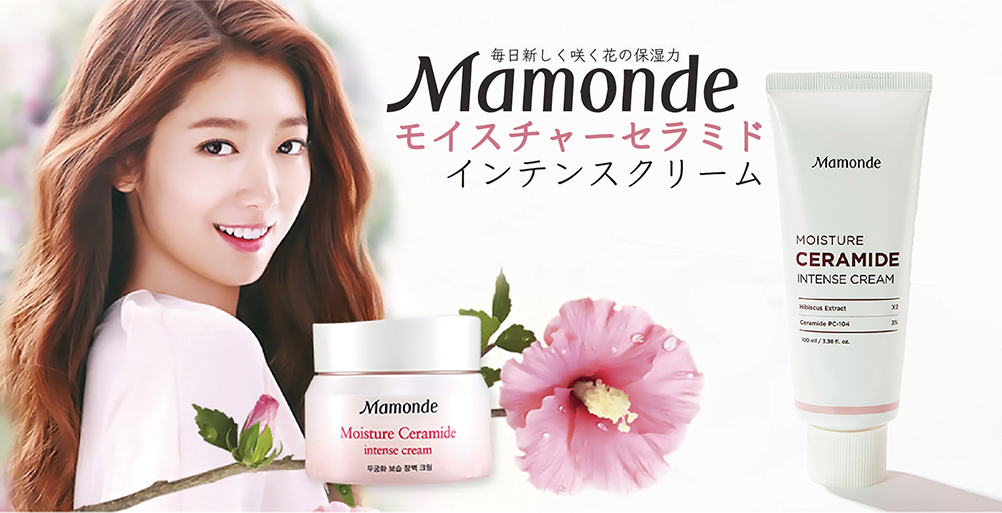 毎日新しく咲く花の保湿力
Mamonde
モイスチャーセラミド
インテンスクリーム
Mamonde
Moisture Ceramide
intense cream
무궁화 보습 장벽 크림
Mamonde
MOISTURE
CERAMIDE
INTENSE CREAM
Hibiscus Extract X2
Ceramide PC-104 3%
100 ml / 3.38 fl. oz.